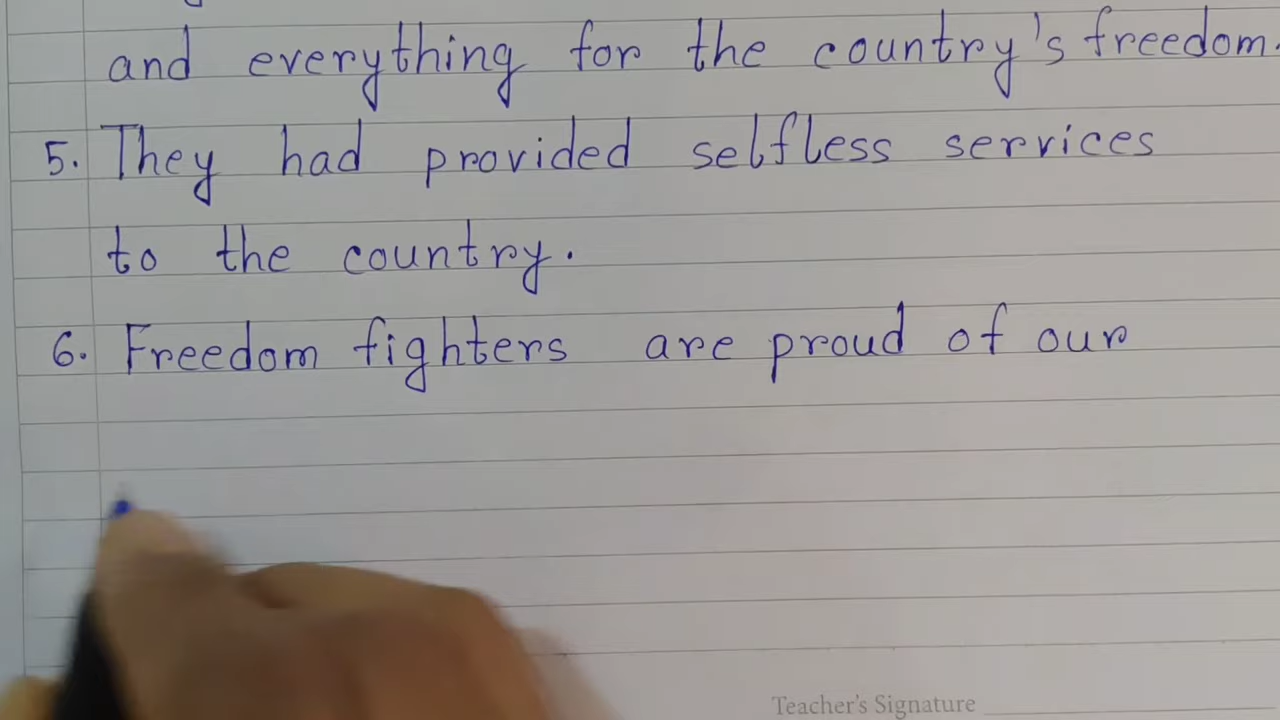 and everything for the country's freedom.
5. They had provided selfless services
to the country.
6. Freedom fighters are proud of our
Teacher's Signature